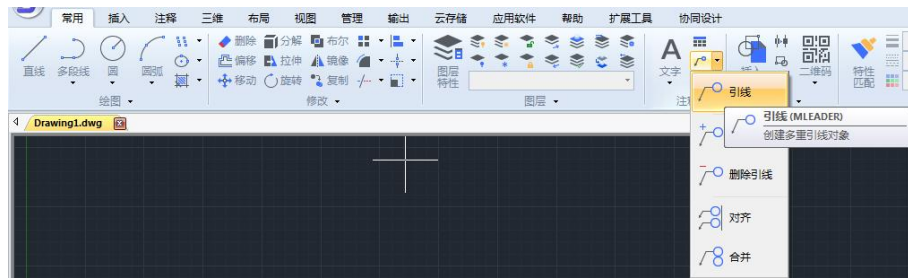 常用 插入 注释 三维 布局 视图 管理 输出 云存储 应用软件 帮助 扩展工具 协同设计
删除 分解 布尔
偏移 拉伸 镜像
移动 旋转 复制
直线 多段线 圆 圆弧
图层
特性
A
文字
二维码
特性
匹配
绘图 修改 图层
Drawing1.dwg
引线
引线 (MLEADER)
创建多重引线对象
删除引线
对齐
合并